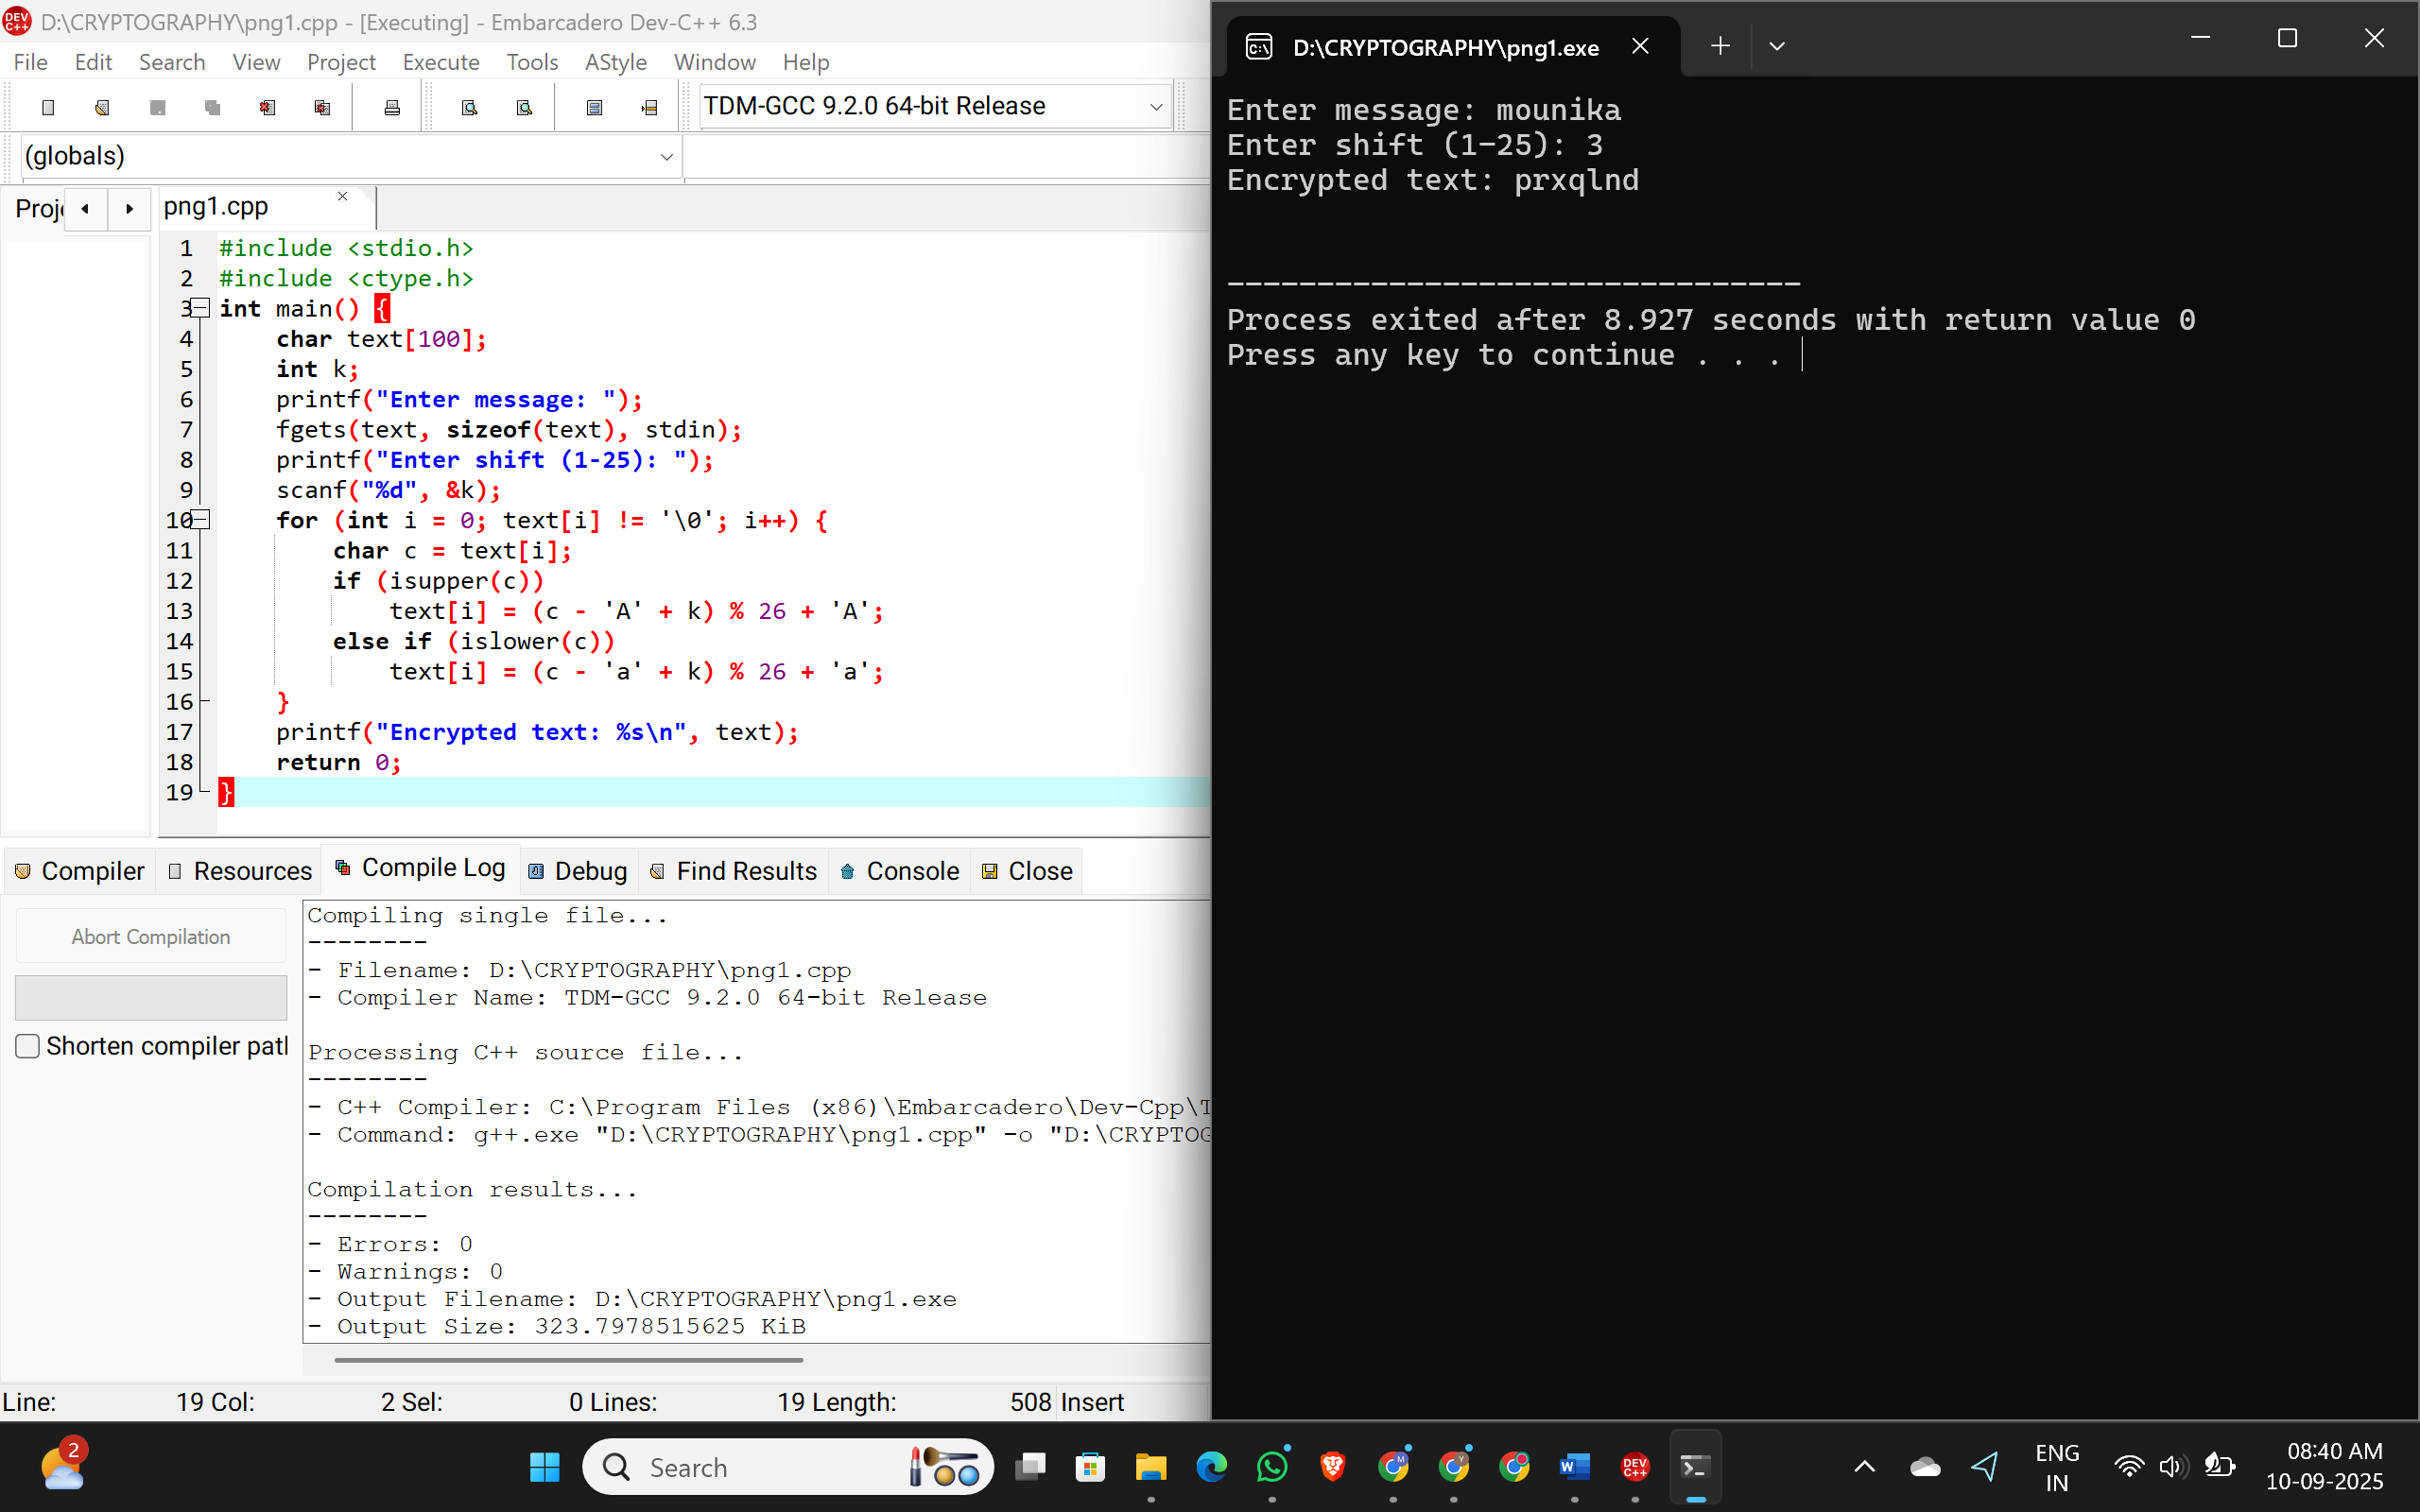 D:\CRYPTOGRAPHY\png1.cpp - [Executing] - Embarcadero Dev-C++ 6.3
File Edit Search View Project Execute Tools AStyle Window Help
TDM-GCC 9.2.0 64-bit Release
(globals)
Proj
png1.cpp
1 #include <stdio.h>
2 #include <ctype.h>
3 int main() {
4     char text[100];
5     int k;
6     printf("Enter message: ");
7     fgets(text, sizeof(text), stdin);
8     printf("Enter shift (1-25): ");
9     scanf("%d", &k);
10     for (int i = 0; text[i] != '\0'; i++) {
11         char c = text[i];
12         if (isupper(c))
13             text[i] = (c - 'A' + k) % 26 + 'A';
14         else if (islower(c))
15             text[i] = (c - 'a' + k) % 26 + 'a';
16     }
17     printf("Encrypted text: %s\n", text);
18     return 0;
19 }
Compiler Resources Compile Log Debug Find Results Console Close
Abort Compilation
Shorten compiler patl
Compiling single file...
--------
- Filename: D:\CRYPTOGRAPHY\png1.cpp
- Compiler Name: TDM-GCC 9.2.0 64-bit Release
Processing C++ source file...
--------
- C++ Compiler: C:\Program Files (x86)\Embarcadero\Dev-Cpp\T
- Command: g++.exe "D:\CRYPTOGRAPHY\png1.cpp" -o "D:\CRYPTOG
Compilation results...
--------
- Errors: 0
- Warnings: 0
- Output Filename: D:\CRYPTOGRAPHY\png1.exe
- Output Size: 323.7978515625 KiB
Line: 19 Col: 2 Sel: 0 Lines: 19 Length: 508 Insert
D:\CRYPTOGRAPHY\png1.exe
Enter message: mounika
Enter shift (1-25): 3
Encrypted text: prxqlnd
--------------------------------
Process exited after 8.927 seconds with return value 0
Press any key to continue . . .
2
Search
ENG
IN
08:40 AM
10-09-2025